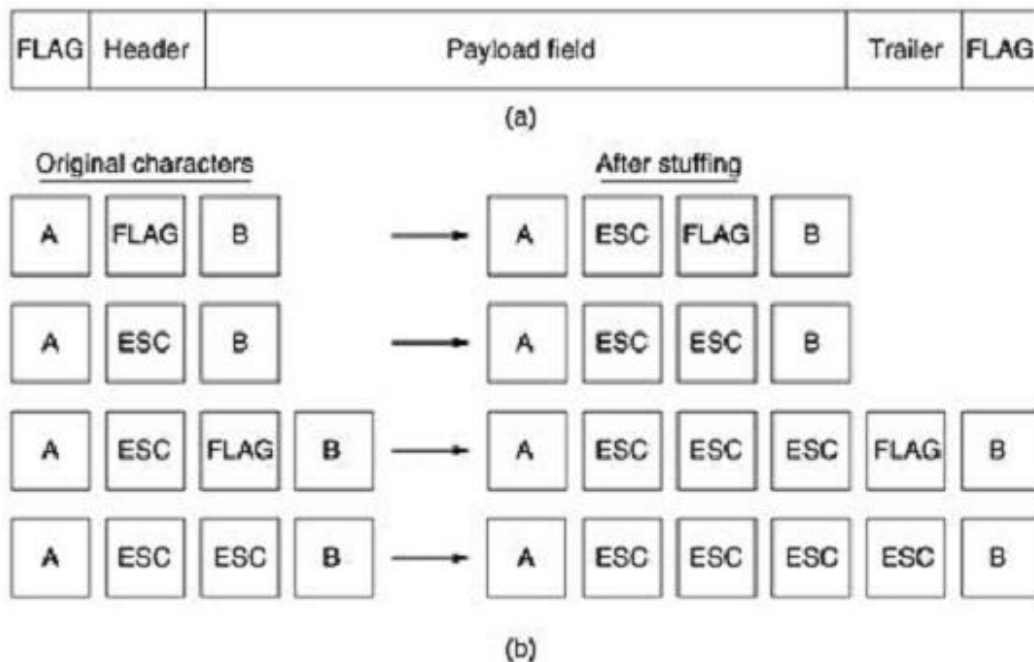 FLAG Header Payload field Trailer FLAG
(a)
Original characters After stuffing
A FLAG B A ESC FLAG B
A ESC B A ESC ESC B
A ESC FLAG B A ESC ESC ESC FLAG B
A ESC ESC B A ESC ESC ESC ESC B
(b)